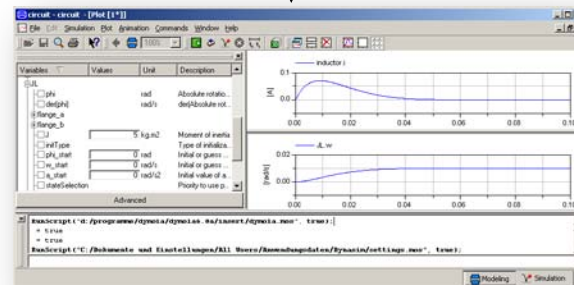 circuit - circuit - [Plot [1*]]
File Edit Simulation Plot Animation Commands Window Help
100%
Variables Values Unit Description
JL
phi rad Absolute rotatio...
der(phi) rad/s der(Absolute rot...
flange_a
flange_b
J 5 kg.m2 Moment of inertia
initType Type of initializa...
phi_start 0 rad Initial or guess ...
w_start 0 rad/s Initial or guess ...
a_start 0 rad/s2 Initial value of a...
stateSelection Priority to use p...
Advanced
inductor.i
[A]
0.1
0.0
0.00 0.02 0.04 0.06 0.08 0.10
JL.w
[rad/s]
0.02
0.00
0.00 0.02 0.04 0.06 0.08 0.10
RunScript("d:/programme/dymola/dymola6.0a/insert/dymola.mos", true);
= true
= true
RunScript("C:/Dokumente und Einstellungen/All Users/Anwendungsdaten/Dynasim/settings.mos", true);
Modeling Simulation